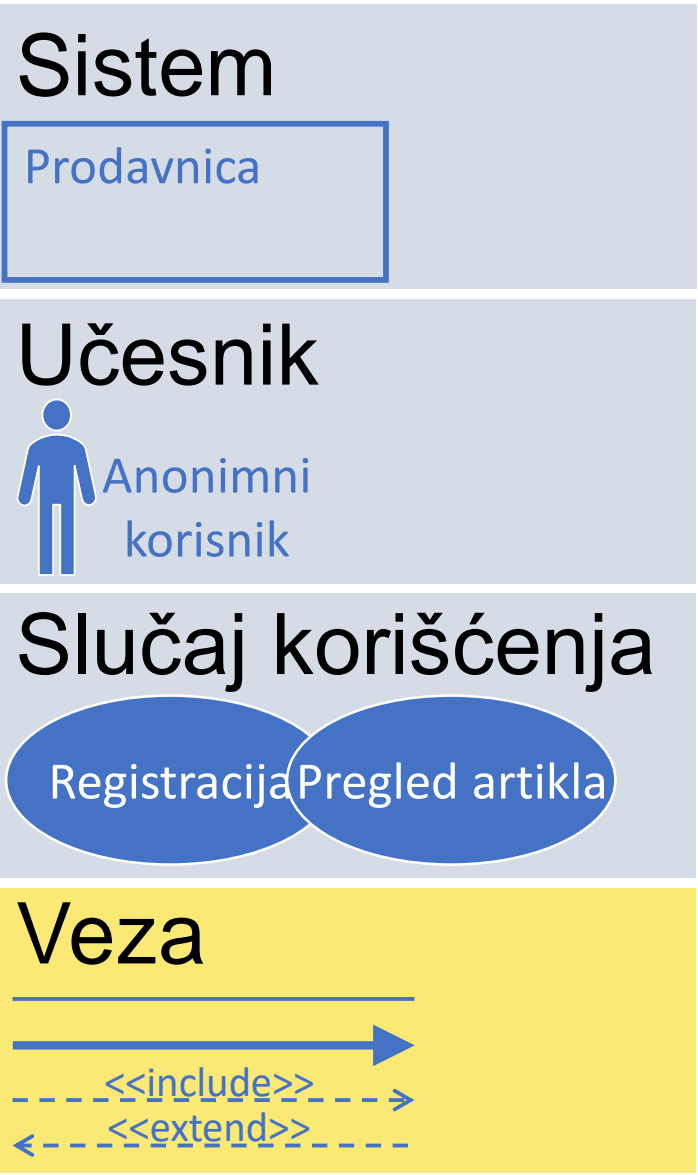 Sistem
Prodavnica
Učesnik
Anonimni
korisnik
Slučaj korišćenja
Registracija Pregled artikla
Veza
<<include>>
<<extend>>